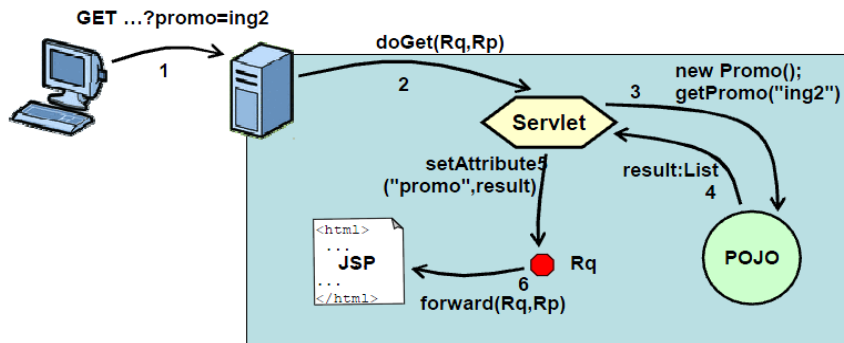 GET ...?promo=ing2
1
doGet(Rq,Rp)
2
Servlet
3
new Promo();
getPromo("ing2")
setAttribute5
("promo",result)
result:List
4
POJO
<html>
...
JSP
...
</html>
Rq
6
forward(Rq,Rp)